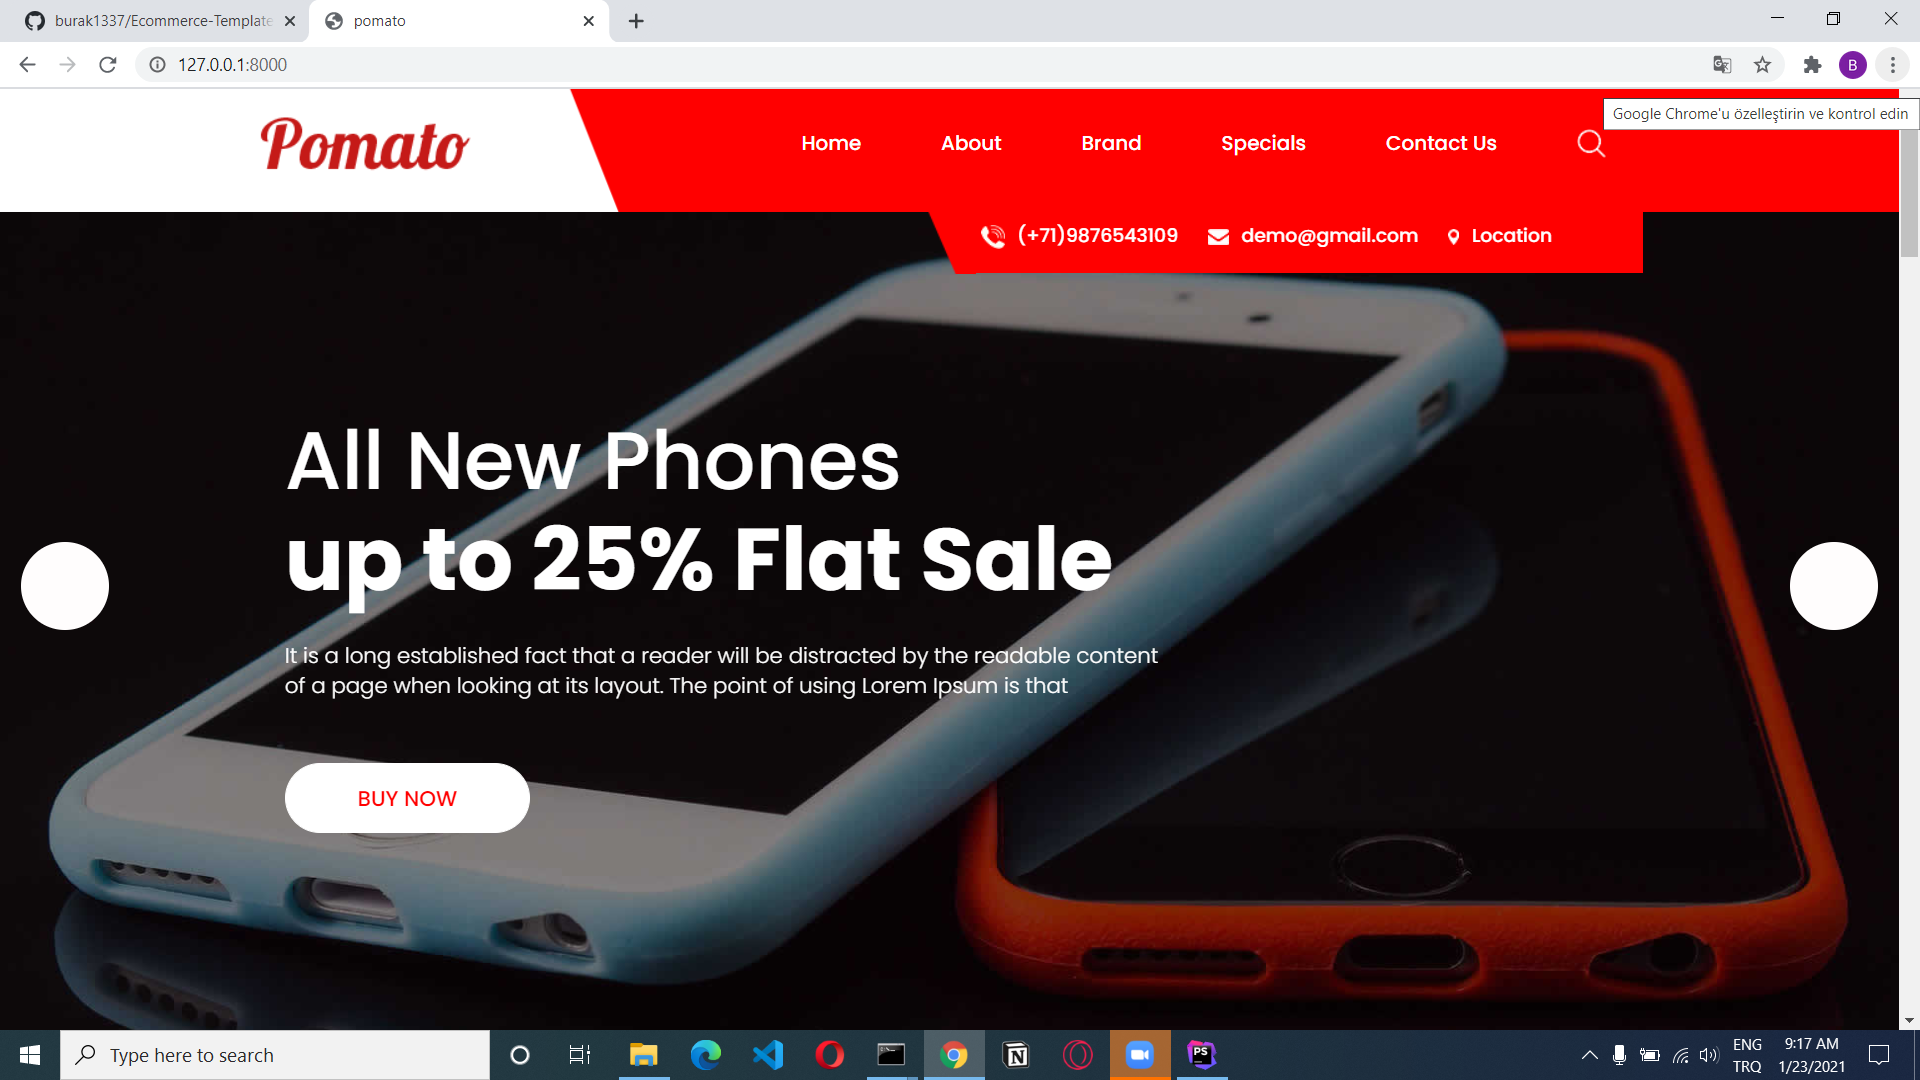 burak1337/Ecommerce-Template
pomato
127.0.0.1:8000
B
Google Chrome'u özelleştirin ve kontrol edin
Pomato
Home About Brand Specials Contact Us
(+71)9876543109 demo@gmail.com Location
All New Phones
up to 25% Flat Sale
It is a long established fact that a reader will be distracted by the readable content
of a page when looking at its layout. The point of using Lorem Ipsum is that
BUY NOW
Type here to search
N
PS
ENG
TRQ
9:17 AM
1/23/2021